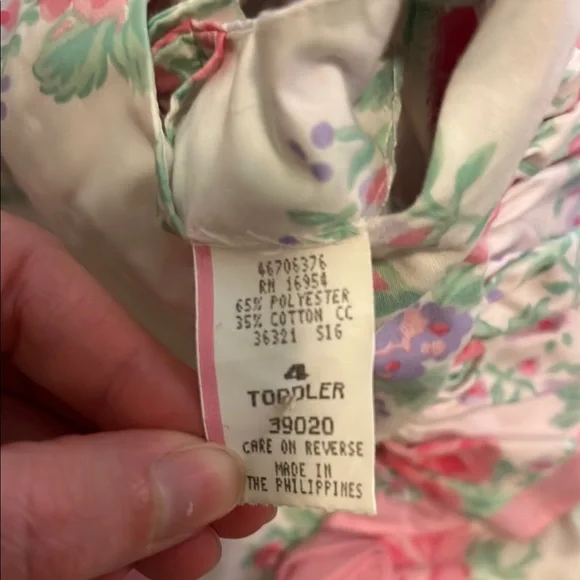 46706376
RN 16954
65% POLYESTER
35% COTTON CC
36321 S16
4
TODDLER
39020
CARE ON REVERSE
MADE IN
THE PHILIPPINES